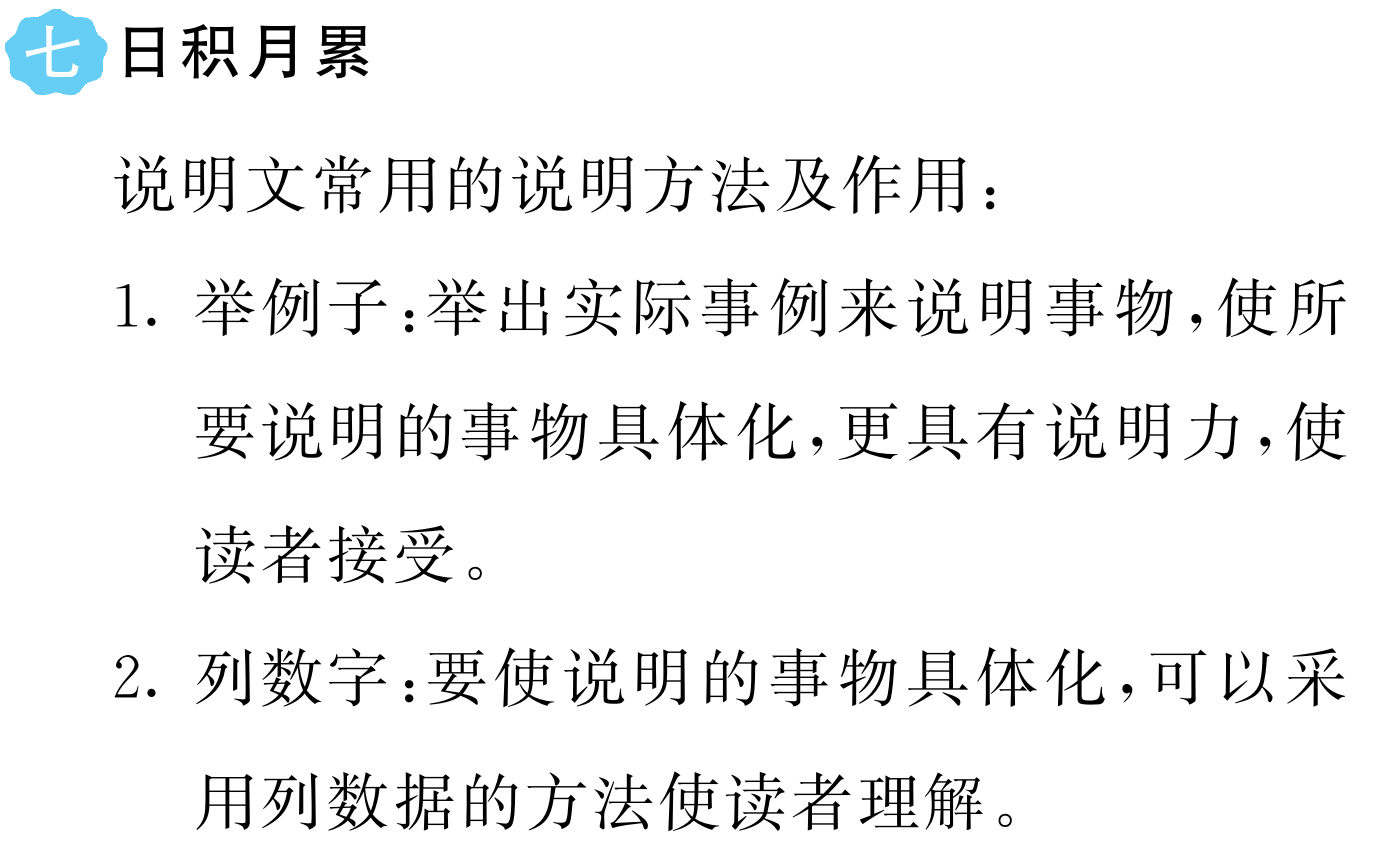 七 日积月累
说明文常用的说明方法及作用：
1. 举例子：举出实际事例来说明事物，使所
要说明的事物具体化，更具有说明力，使
读者接受。
2. 列数字：要使说明的事物具体化，可以采
用列数据的方法使读者理解。